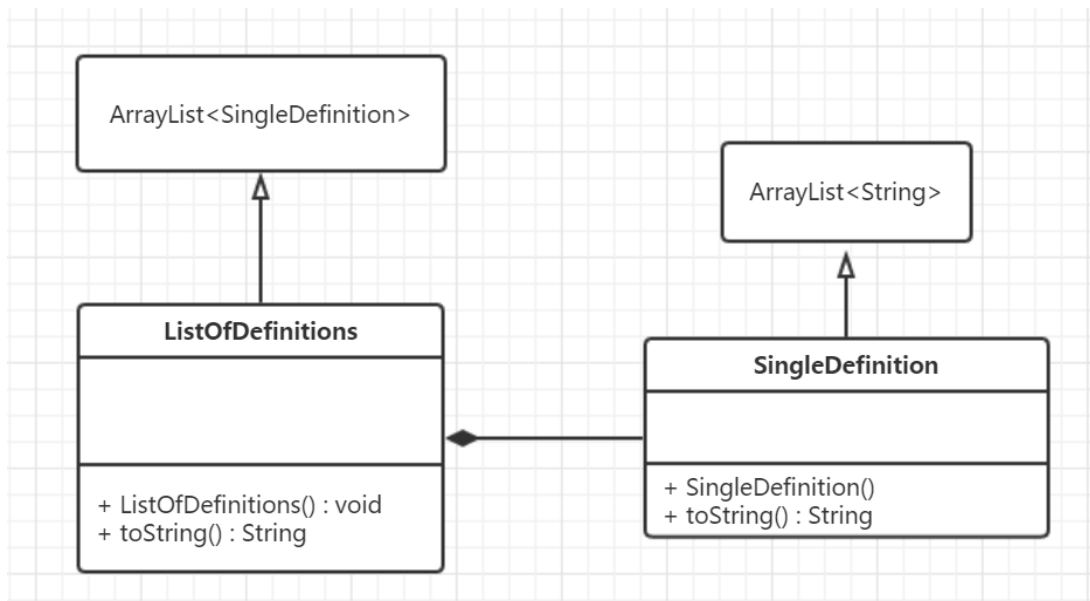 ArrayList<SingleDefinition>
ArrayList<String>
ListOfDefinitions
+ ListOfDefinitions() : void
+ toString() : String
SingleDefinition
+ SingleDefinition()
+ toString() : String